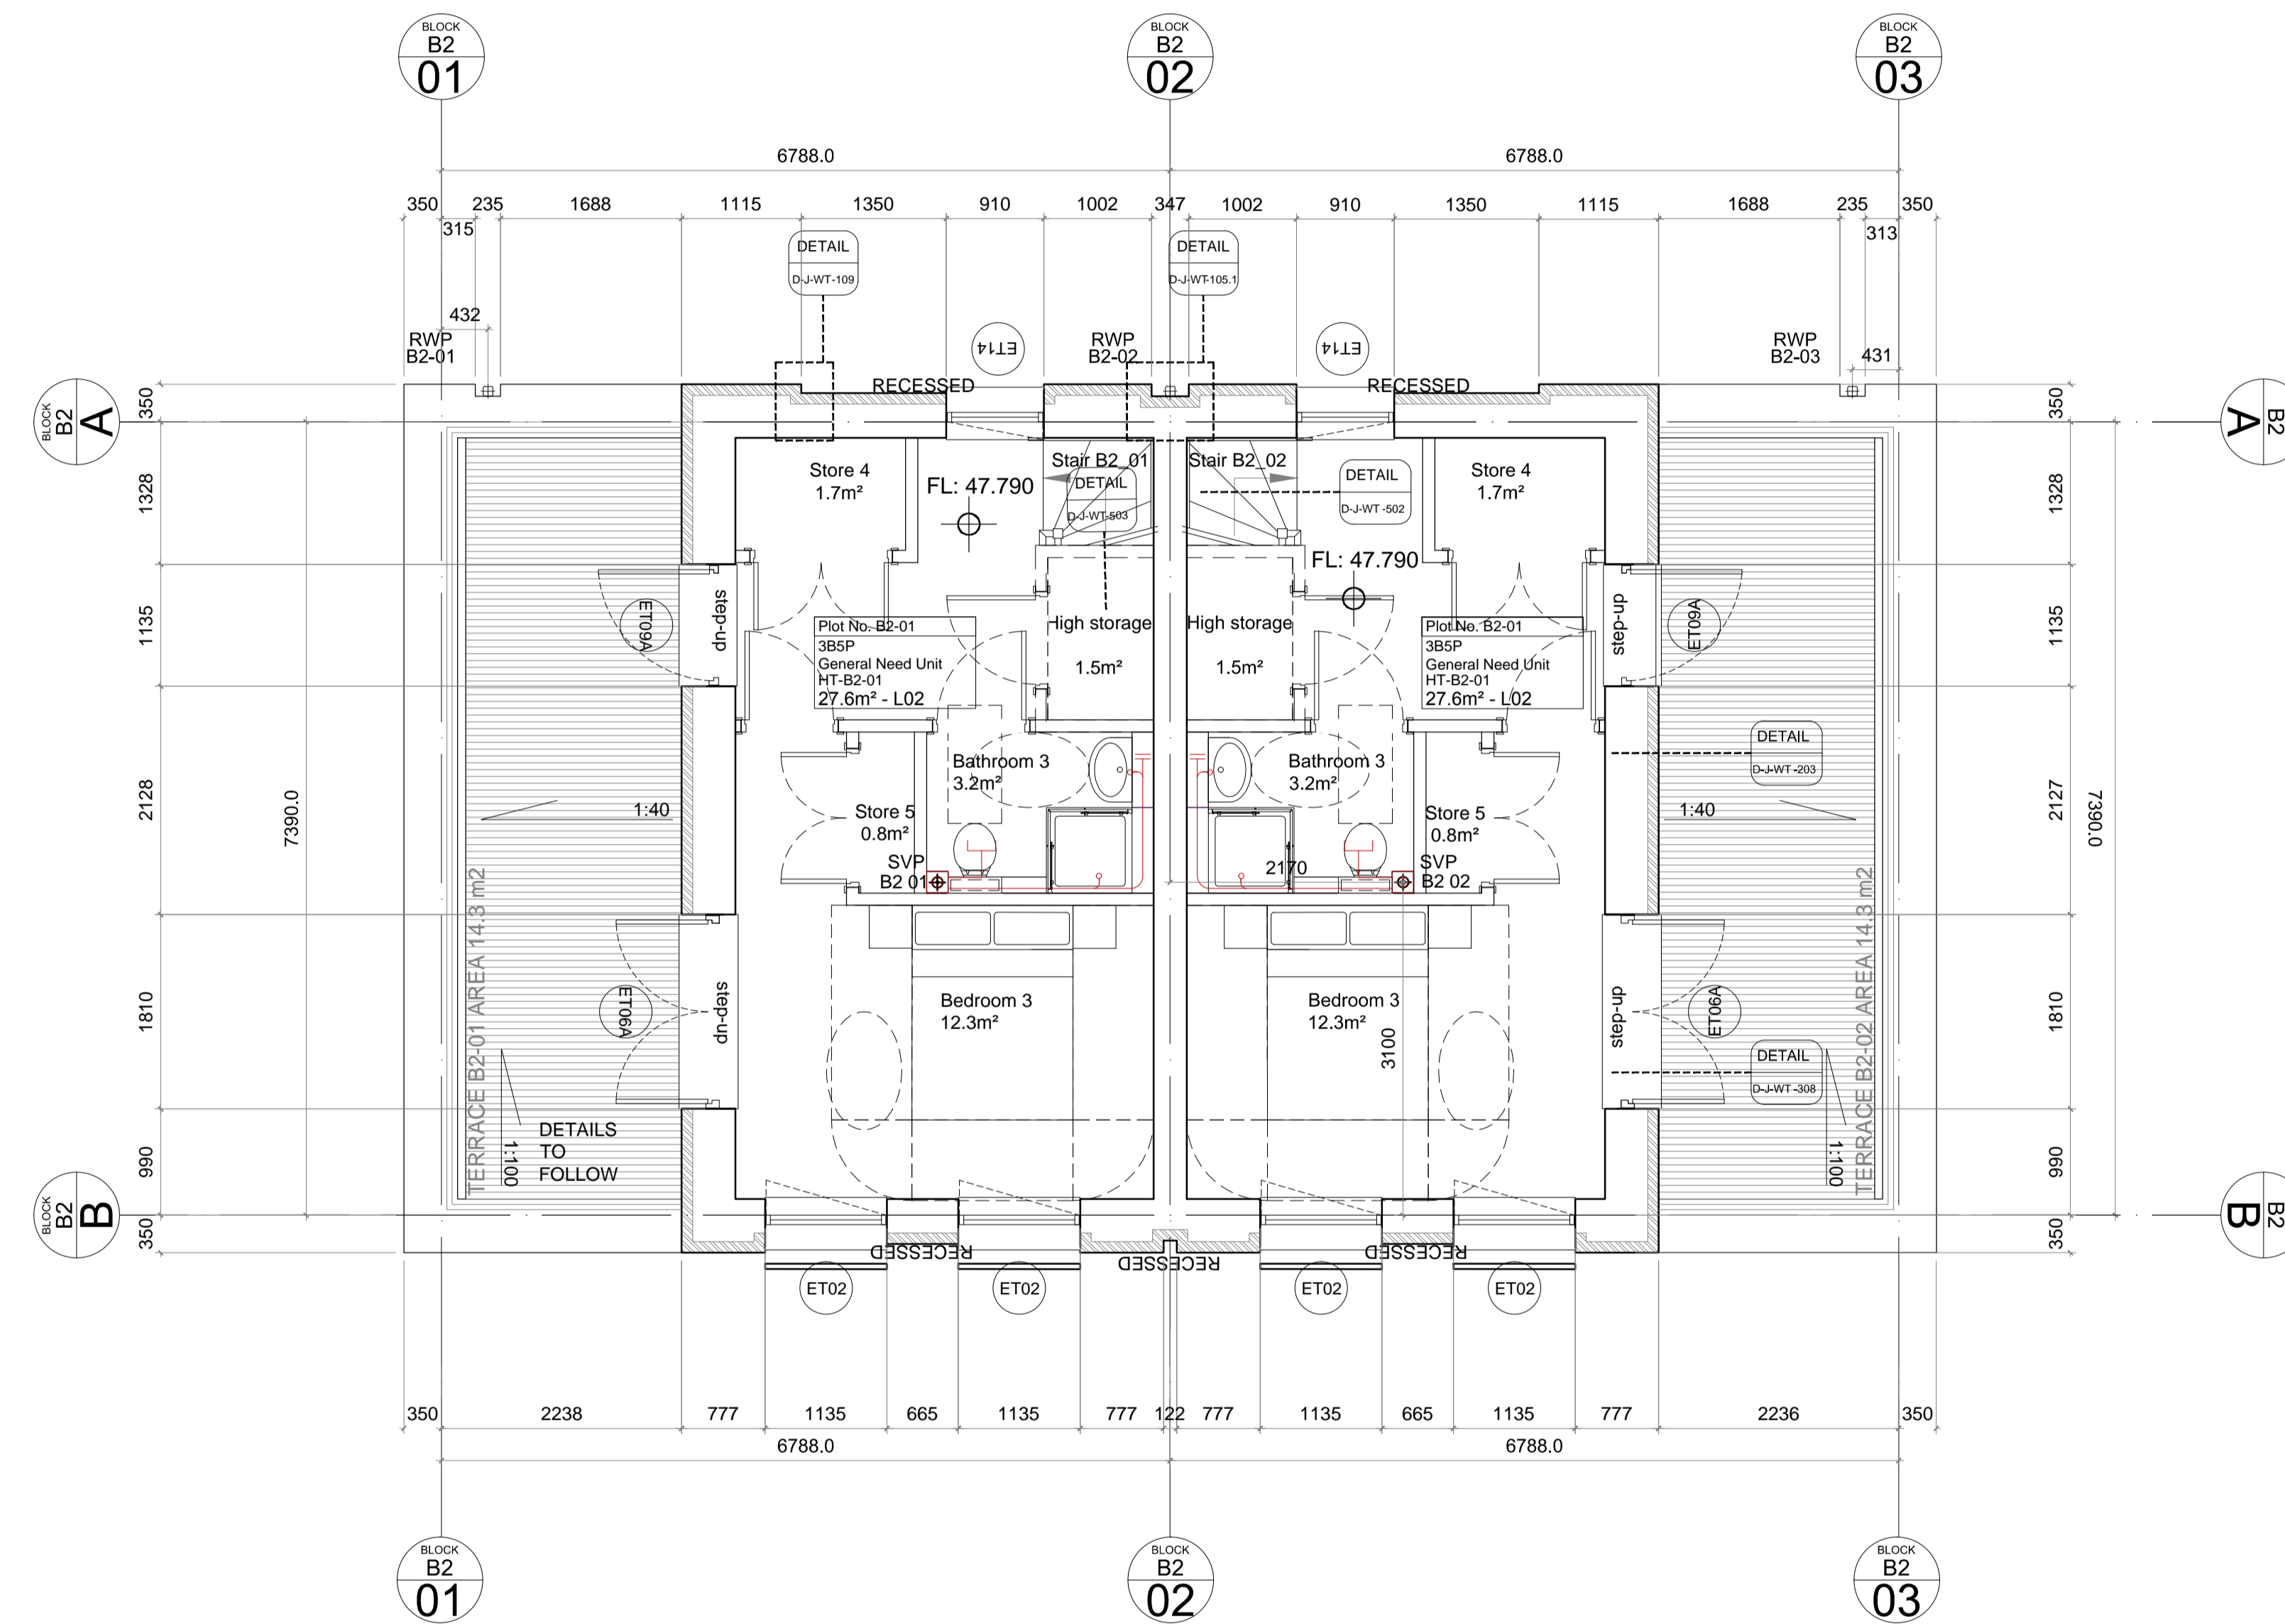 BLOCK
B2
01
BLOCK
B2
02
BLOCK
B2
03
6788.0
6788.0
350 235 1688 1115 1350 910 1002 347 1002 910 1350 1115 1688 235 350
315
313
DETAIL
D-J-WT-109
DETAIL
D-J-WT-105.1
432
431
RWP
B2-01
ET14
RWP
B2-02
ET14
RWP
B2-03
RECESSED
RECESSED
BLOCK
B2
A
B2
A
350
350
Store 4
1.7m²
FL: 47.790
Stair B2_01
DETAIL
D-J-WT-503
Stair B2_02
DETAIL
D-J-WT -502
FL: 47.790
Store 4
1.7m²
1328
1328
1135
ET09A
step-up
Plot No. B2-01
3B5P
General Need Unit
HT-B2-01
27.6m² - L02
High storage
1.5m²
High storage
1.5m²
Plot No. B2-01
3B5P
General Need Unit
HT-B2-01
27.6m² - L02
step-up
ET09A
1135
7390.0
2128
1:40
Bathroom 3
3.2m²
Store 5
0.8m²
SVP
B2 01
Bathroom 3
3.2m²
2170
Store 5
0.8m²
SVP
B2 02
DETAIL
D-J-WT -203
1:40
2127
7390.0
TERRACE B2-01 AREA 14.3 m2
1810
ET06A
step-up
Bedroom 3
12.3m²
Bedroom 3
12.3m²
3100
step-up
ET06A
DETAIL
D-J-WT -308
TERRACE B2-02 AREA 14.3 m2
1810
990
1:100
DETAILS
TO
FOLLOW
1:100
990
BLOCK
B2
B
B2
B
350
350
RECESSED
RECESSED
RECESSED
ET02
ET02
ET02
ET02
350 2238 777 1135 665 1135 777 122 777 1135 665 1135 777 2236 350
6788.0
6788.0
BLOCK
B2
01
BLOCK
B2
02
BLOCK
B2
03